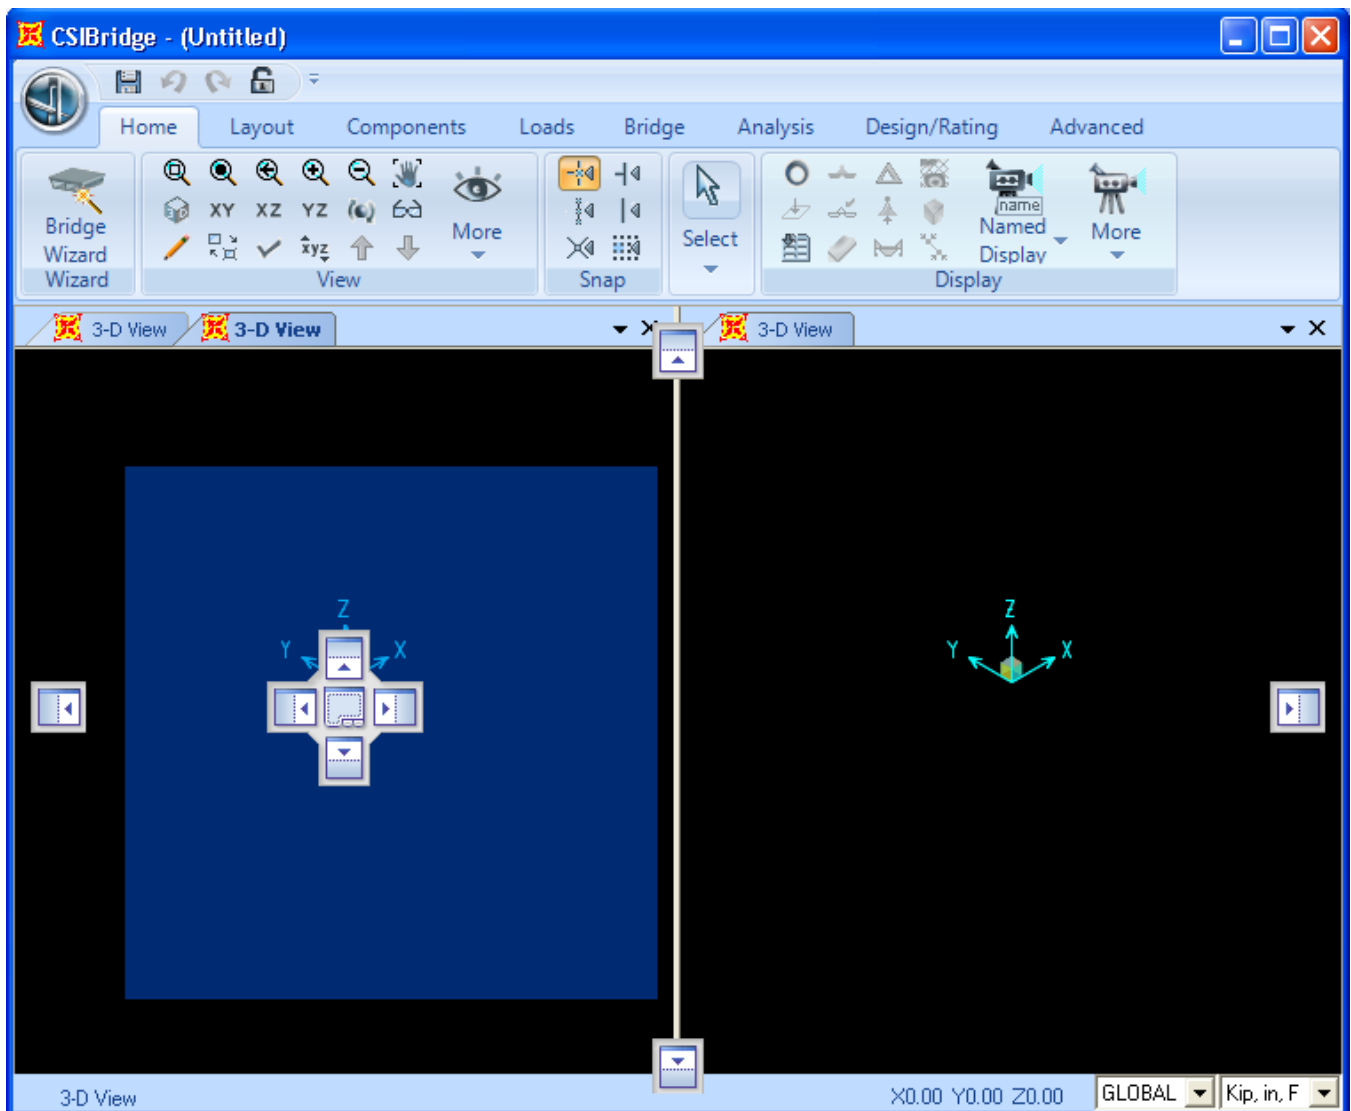 CSIBridge - (Untitled)
Home Layout Components Loads Bridge Analysis Design/Rating Advanced
Bridge
Wizard
Wizard
XY XZ YZ
xyz
More
View
Snap
Select
name
Named
Display
More
Display
3-D View 3-D View
3-D View
Z
Y X
Z
Y X
3-D View
X0.00 Y0.00 Z0.00
GLOBAL
Kip, in, F